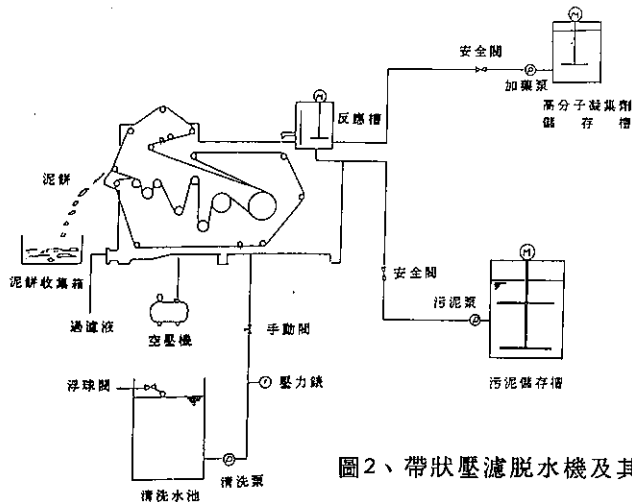 M
安全閥
P
加藥泵
高分子凝集劑
儲存槽
M
反應槽
泥餅
泥餅收集箱
過濾液
空壓機
手動閥
壓力錶
浮球閥
清洗水池
P
清洗泵
安全閥
污泥泵
P
M
污泥儲存槽
圖2、帶狀壓濾脫水機及其